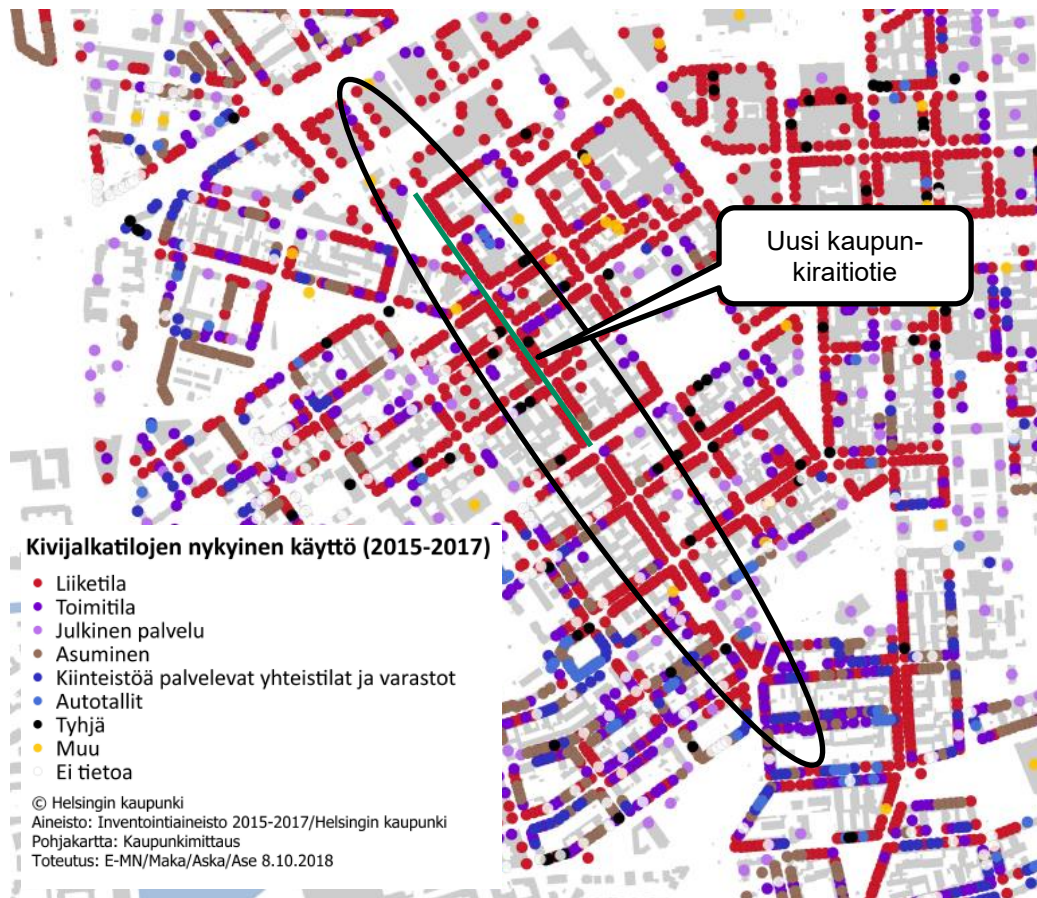 Uusi kaupun-
kiraitiotie
Kivijalkatilojen nykyinen käyttö (2015-2017)
Liiketila
Toimitila
Julkinen palvelu
Asuminen
Kiinteistöä palvelevat yhteistilat ja varastot
Autotallit
Tyhjä
Muu
Ei tietoa
© Helsingin kaupunki
Aineisto: Inventointiaineisto 2015-2017/Helsingin kaupunki
Pohjakartta: Kaupunkimittaus
Toteutus: E-MN/Maka/Aska/Ase 8.10.2018